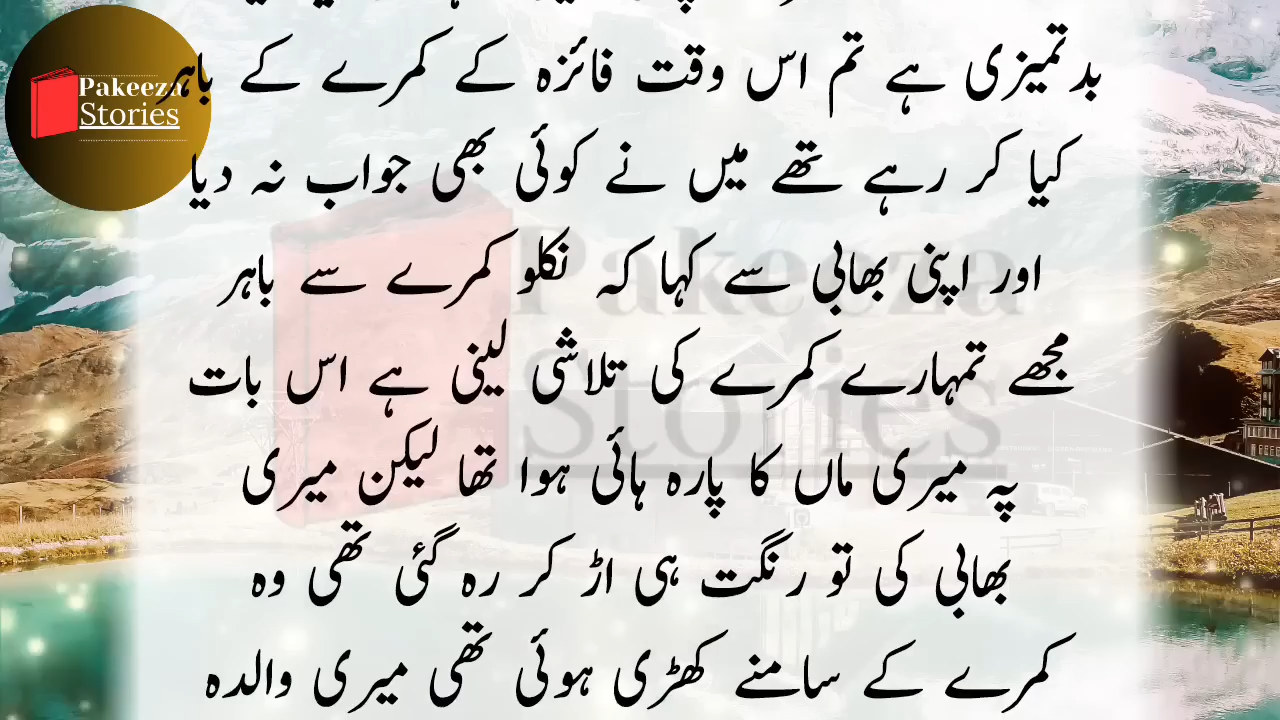 Pakeeza
Stories
بدتمیزی ہے تم اس وقت فائزہ کے کمرے کے باہر
کیا کر رہے تھے میں نے کوئی بھی جواب نہ دیا
اور اپنی بھابی سے کہا کہ نکلو کمرے سے باہر
مجھے تمہارے کمرے کی تلاشی لینی ہے اس بات
پہ میری ماں کا پارہ ہائی ہوا تھا لیکن میری
بھابی کی تو رنگت ہی اڑ کر رہ گئی تھی وہ
کمرے کے سامنے کھڑی ہوئی تھی میری والدہ
Pakeeza
Stories